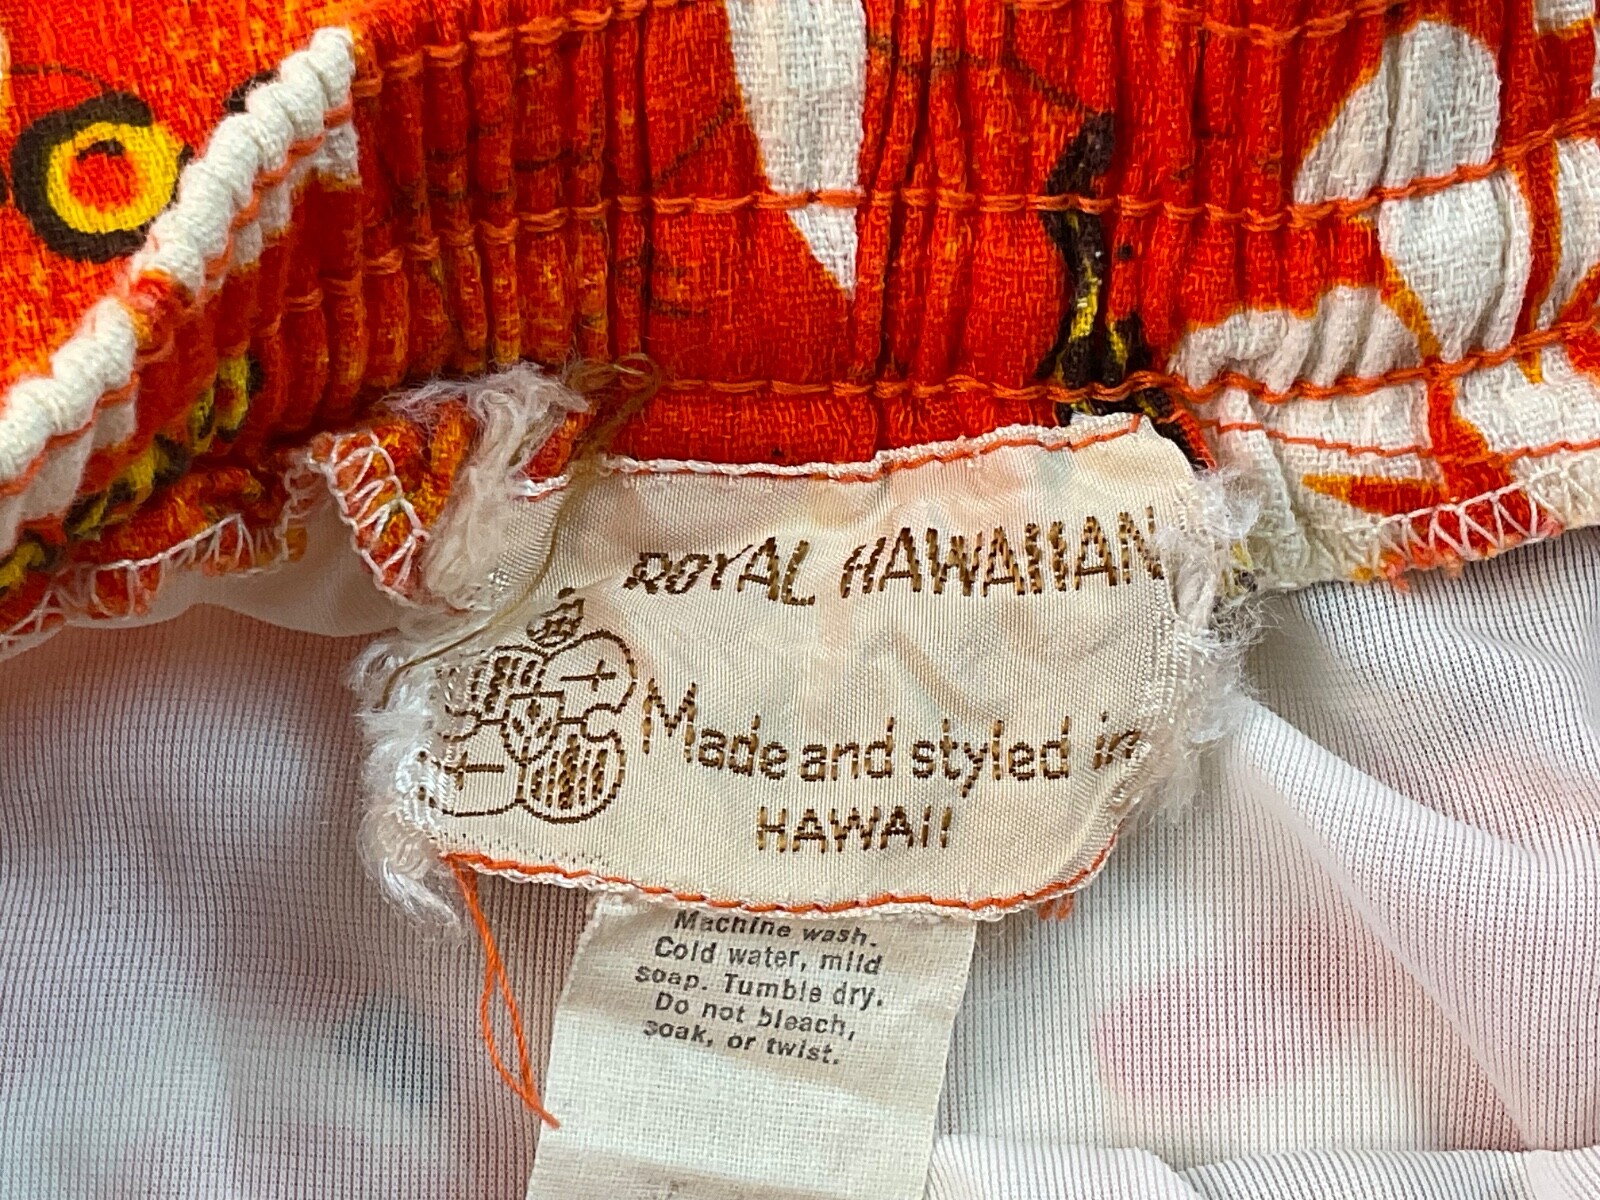 ROYAL HAWAIIAN
Made and styled in
HAWAII
Machine wash.
Cold water, mild
soap. Tumble dry.
Do not bleach,
soak, or twist.